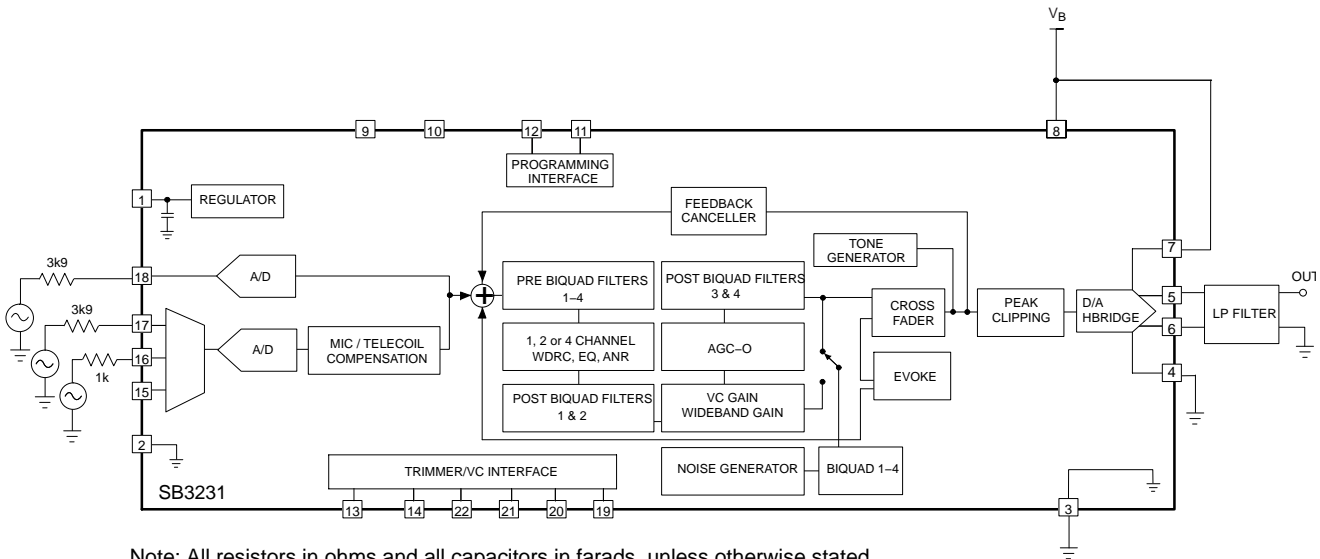 VB
9
10
12
11
8
PROGRAMMING
INTERFACE
1
REGULATOR
FEEDBACK
CANCELLER
7
TONE
GENERATOR
3k9
18
A/D
PRE BIQUAD FILTERS
1–4
POST BIQUAD FILTERS
3 & 4
CROSS
FADER
PEAK
CLIPPING
D/A
HBRIDGE
5
6
LP FILTER
OUT
3k9
17
16
1k
15
A/D
MIC / TELECOIL
COMPENSATION
1, 2 or 4 CHANNEL
WDRC, EQ, ANR
AGC–O
EVOKE
4
POST BIQUAD FILTERS
1 & 2
VC GAIN
WIDEBAND GAIN
2
TRIMMER/VC INTERFACE
NOISE GENERATOR
BIQUAD 1–4
SB3231
13
14
22
21
20
19
3
Note: All resistors in ohms and all capacitors in farads, unless otherwise stated.